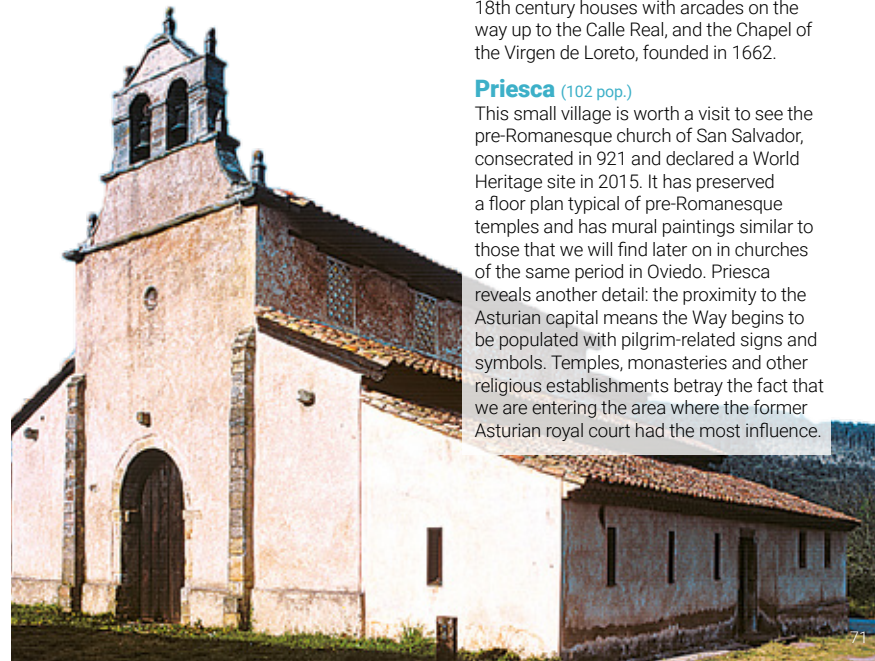 18th century houses with arcades on the
way up to the Calle Real, and the Chapel of
the Virgen de Loreto, founded in 1662.
Priesca (102 pop.)
This small village is worth a visit to see the
pre-Romanesque church of San Salvador,
consecrated in 921 and declared a World
Heritage site in 2015. It has preserved
a floor plan typical of pre-Romanesque
temples and has mural paintings similar to
those that we will find later on in churches
of the same period in Oviedo. Priesca
reveals another detail: the proximity to the
Asturian capital means the Way begins to
be populated with pilgrim-related signs and
symbols. Temples, monasteries and other
religious establishments betray the fact that
we are entering the area where the former
Asturian royal court had the most influence.
71